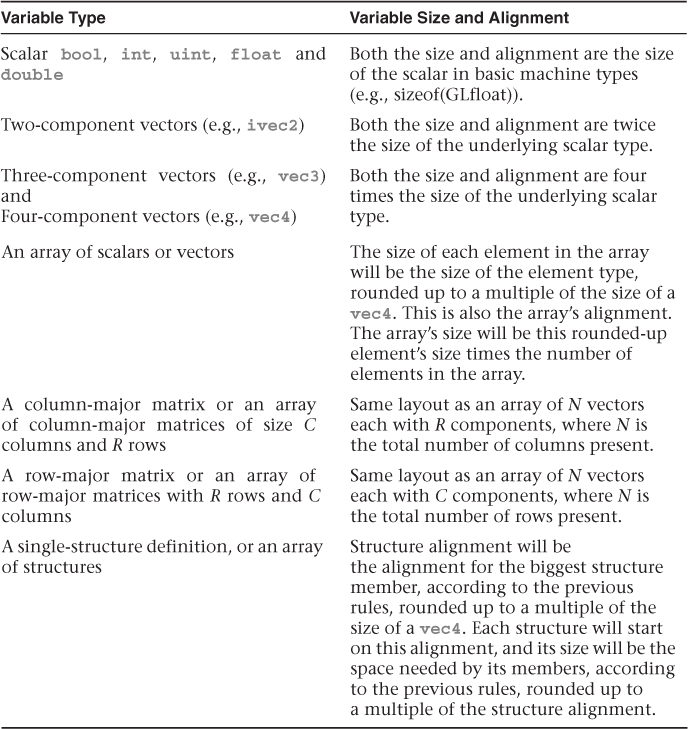 Variable Type
Variable Size and Alignment
Scalar bool, int, uint, float and
double
Both the size and alignment are the size
of the scalar in basic machine types
(e.g., sizeof(GLfloat)).
Two-component vectors (e.g., ivec2)
Both the size and alignment are twice
the size of the underlying scalar type.
Three-component vectors (e.g., vec3)
and
Four-component vectors (e.g., vec4)
Both the size and alignment are four
times the size of the underlying scalar
type.
An array of scalars or vectors
The size of each element in the array
will be the size of the element type,
rounded up to a multiple of the size of a
vec4. This is also the array's alignment.
The array's size will be this rounded-up
element's size times the number of
elements in the array.
A column-major matrix or an array
of column-major matrices of size C
columns and R rows
Same layout as an array of N vectors
each with R components, where N is
the total number of columns present.
A row-major matrix or an array of
row-major matrices with R rows and C
columns
Same layout as an array of N vectors
each with C components, where N is
the total number of rows present.
A single-structure definition, or an array
of structures
Structure alignment will be
the alignment for the biggest structure
member, according to the previous
rules, rounded up to a multiple of the
size of a vec4. Each structure will start
on this alignment, and its size will be the
space needed by its members, according
to the previous rules, rounded up to
a multiple of the structure alignment.